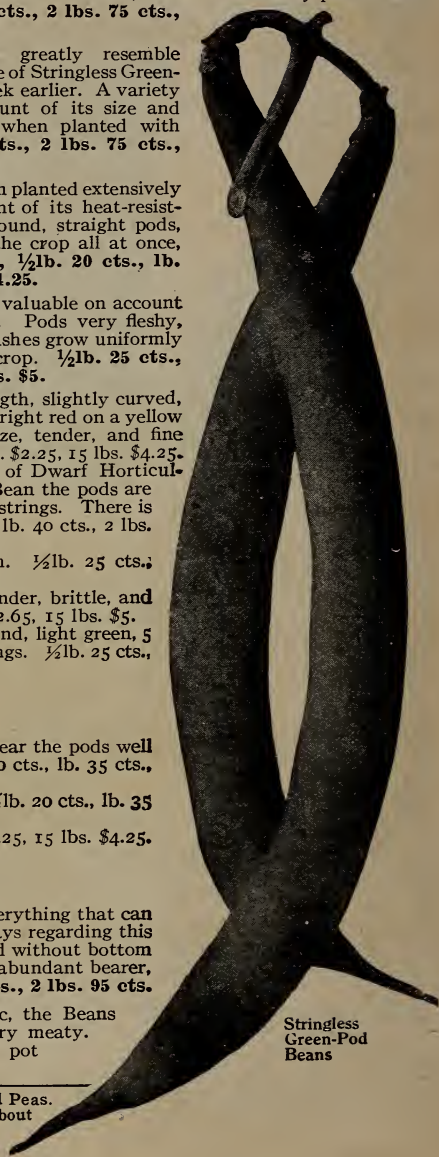 cts., 2 lbs. 75 cts.,
greatly resemble
e of Stringless Green-
ek earlier. A variety
unt of its size and
when planted with
ts., 2 lbs. 75 cts.,
planted extensively
nt of its heat-resist-
ound, straight pods,
he crop all at once,
½lb. 20 cts., lb.
.25.
valuable on account
Pods very fleshy,
shes grow uniformly
crop. ½lb. 25 cts.,
s. $5.
gth, slightly curved,
right red on a yellow
ze, tender, and fine
. $2.25, 15 lbs. $4.25.
of Dwarf Horticul-
Bean the pods are
strings. There is
lb. 40 cts., 2 lbs.
n. ½lb. 25 cts.;
nder, brittle, and
2.65, 15 lbs. $5.
nd, light green, 5
ngs. ½lb. 25 cts.,
ear the pods well
0 cts., lb. 35 cts.,
lb. 20 cts., lb. 35
.25, 15 lbs. $4.25.
erything that can
ys regarding this
d without bottom
abundant bearer,
s., 2 lbs. 95 cts.
c, the Beans
ry meaty.
pot
Stringless
Green-Pod
Beans
l Peas.
bout